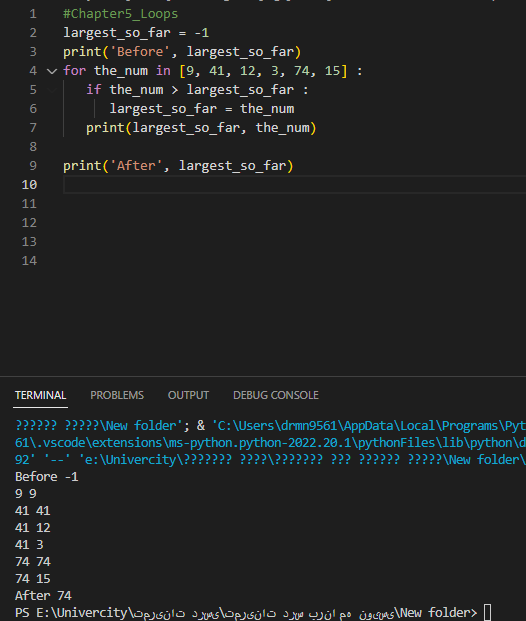 1 #Chapter5_Loops
2 largest_so_far = -1
3 print('Before', largest_so_far)
4 for the_num in [9, 41, 12, 3, 74, 15] :
5 if the_num > largest_so_far :
6 largest_so_far = the_num
7 print(largest_so_far, the_num)
8
9 print('After', largest_so_far)
10
11
12
13
14
TERMINAL PROBLEMS OUTPUT DEBUG CONSOLE
?????? ?????\New folder'; & 'C:\Users\drmn9561\AppData\Local\Programs\Pyt
61\.vscode\extensions\ms-python.python-2022.20.1\pythonFiles\lib\python\d
92' '--' 'e:\Univercity\??????? ????\??????? ??? ?????? ?????\New folder\
Before -1
9 9
41 41
41 12
41 3
74 74
74 15
After 74
PS E:\Univercity\تمرینات درسی\تمرینات درس برنامه نویسی\New folder>